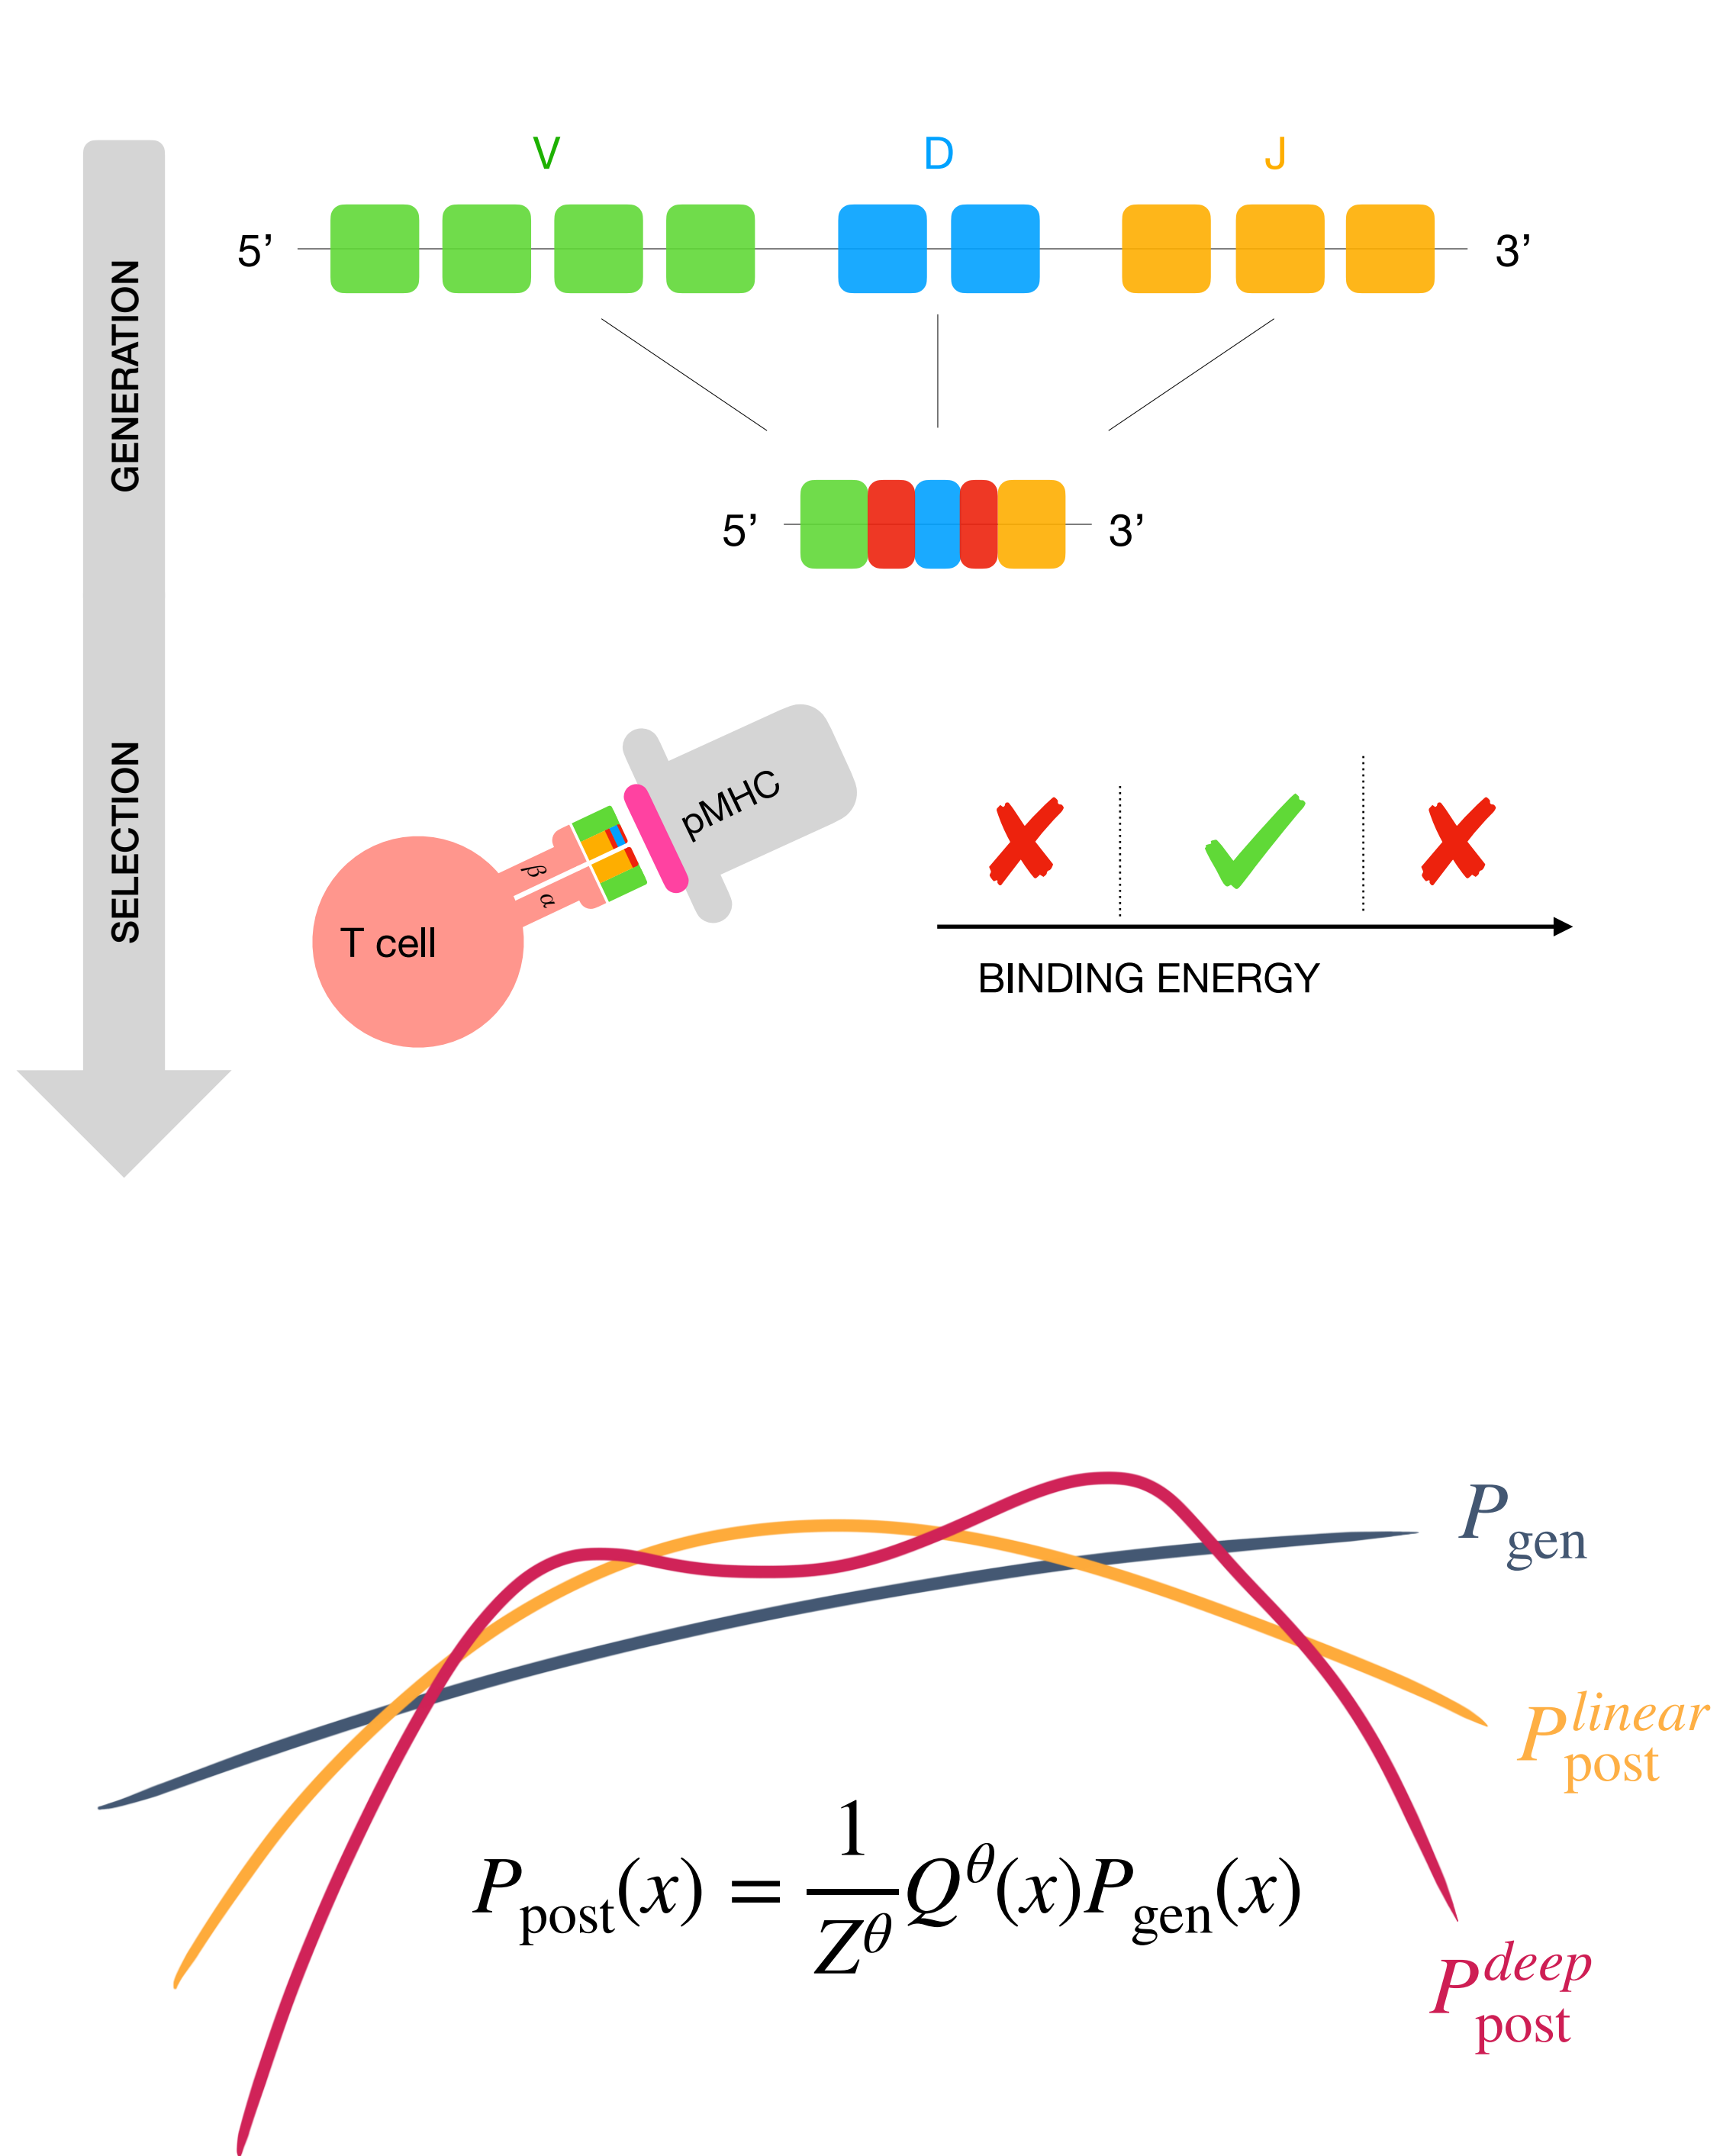 V D J
5’ 3’
GENERATION
5’ 3’
SELECTION
pMHC
β
α
T cell
BINDING ENERGY
P_gen
P_post^linear
P_post(x) = 1/Z^θ Q^θ(x)P_gen(x)
P_post^deep